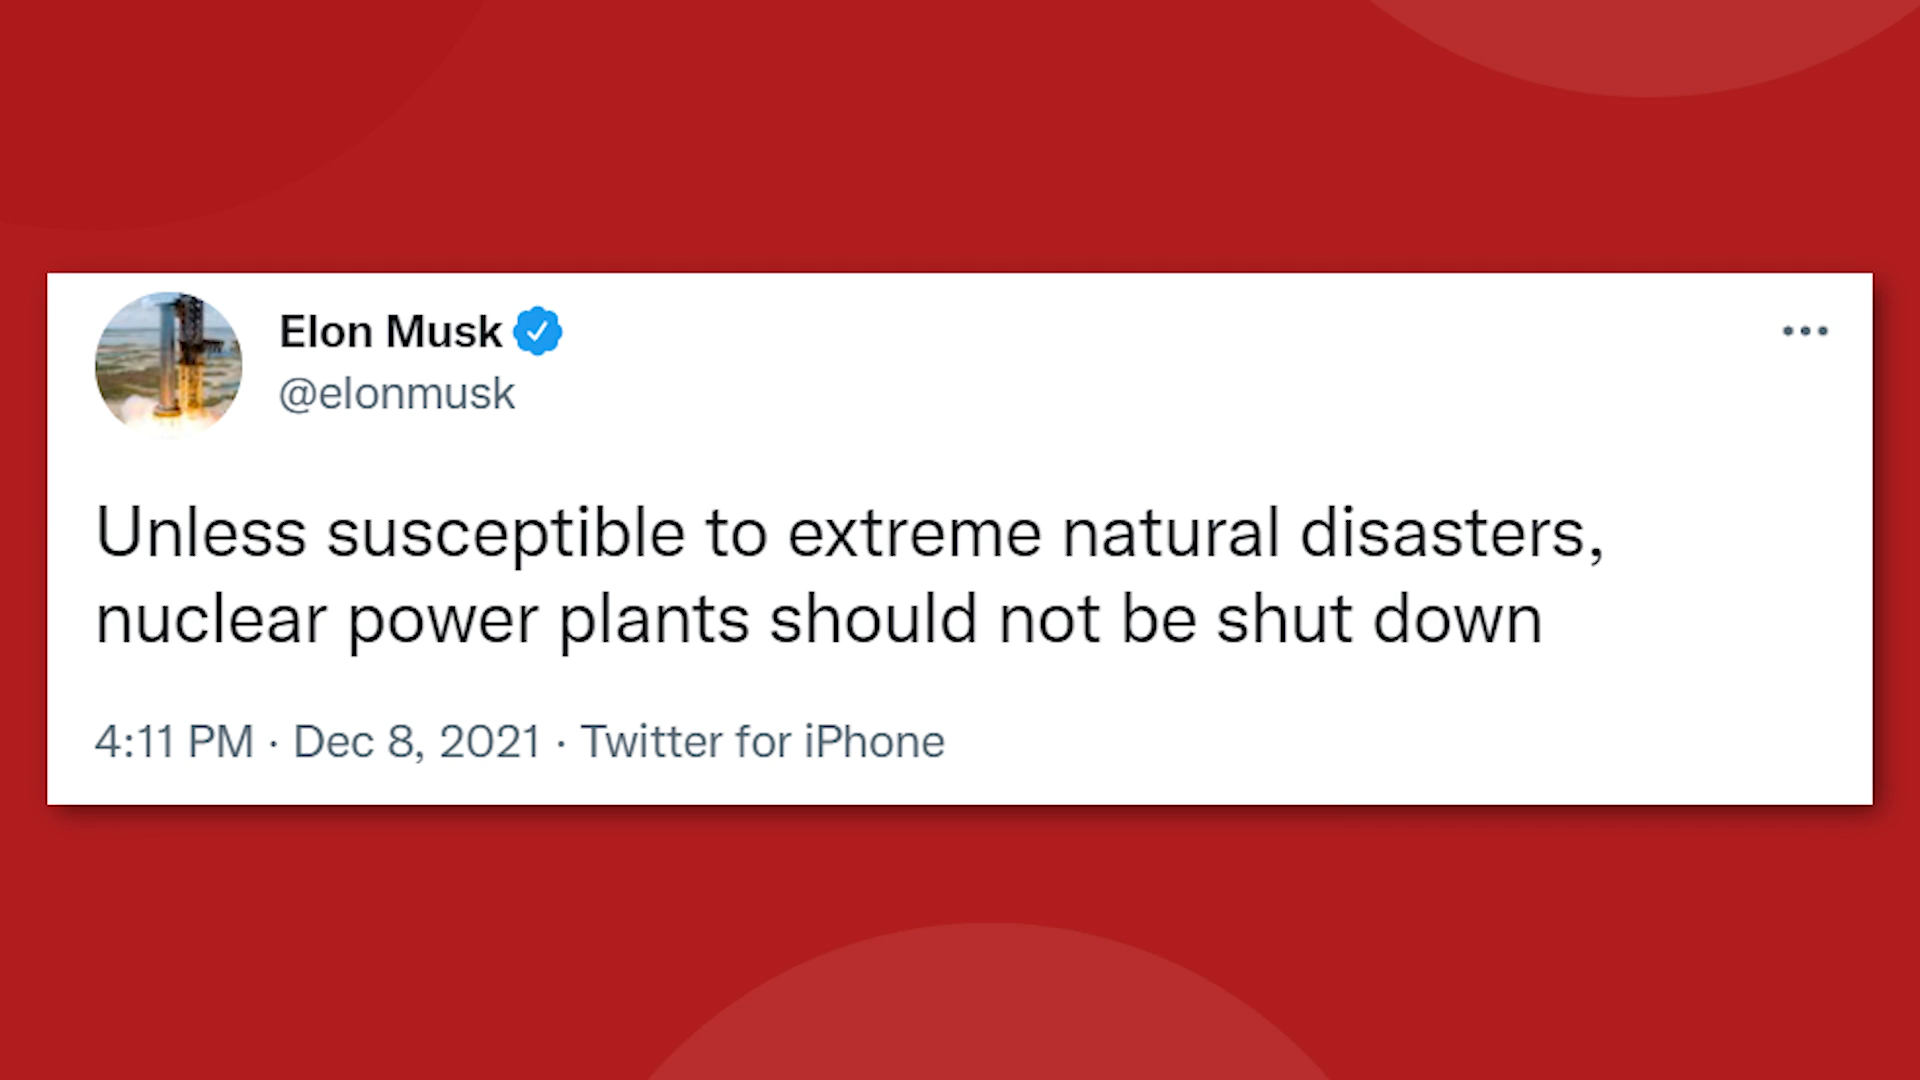 Elon Musk
@elonmusk
Unless susceptible to extreme natural disasters,
nuclear power plants should not be shut down
4:11 PM · Dec 8, 2021 · Twitter for iPhone